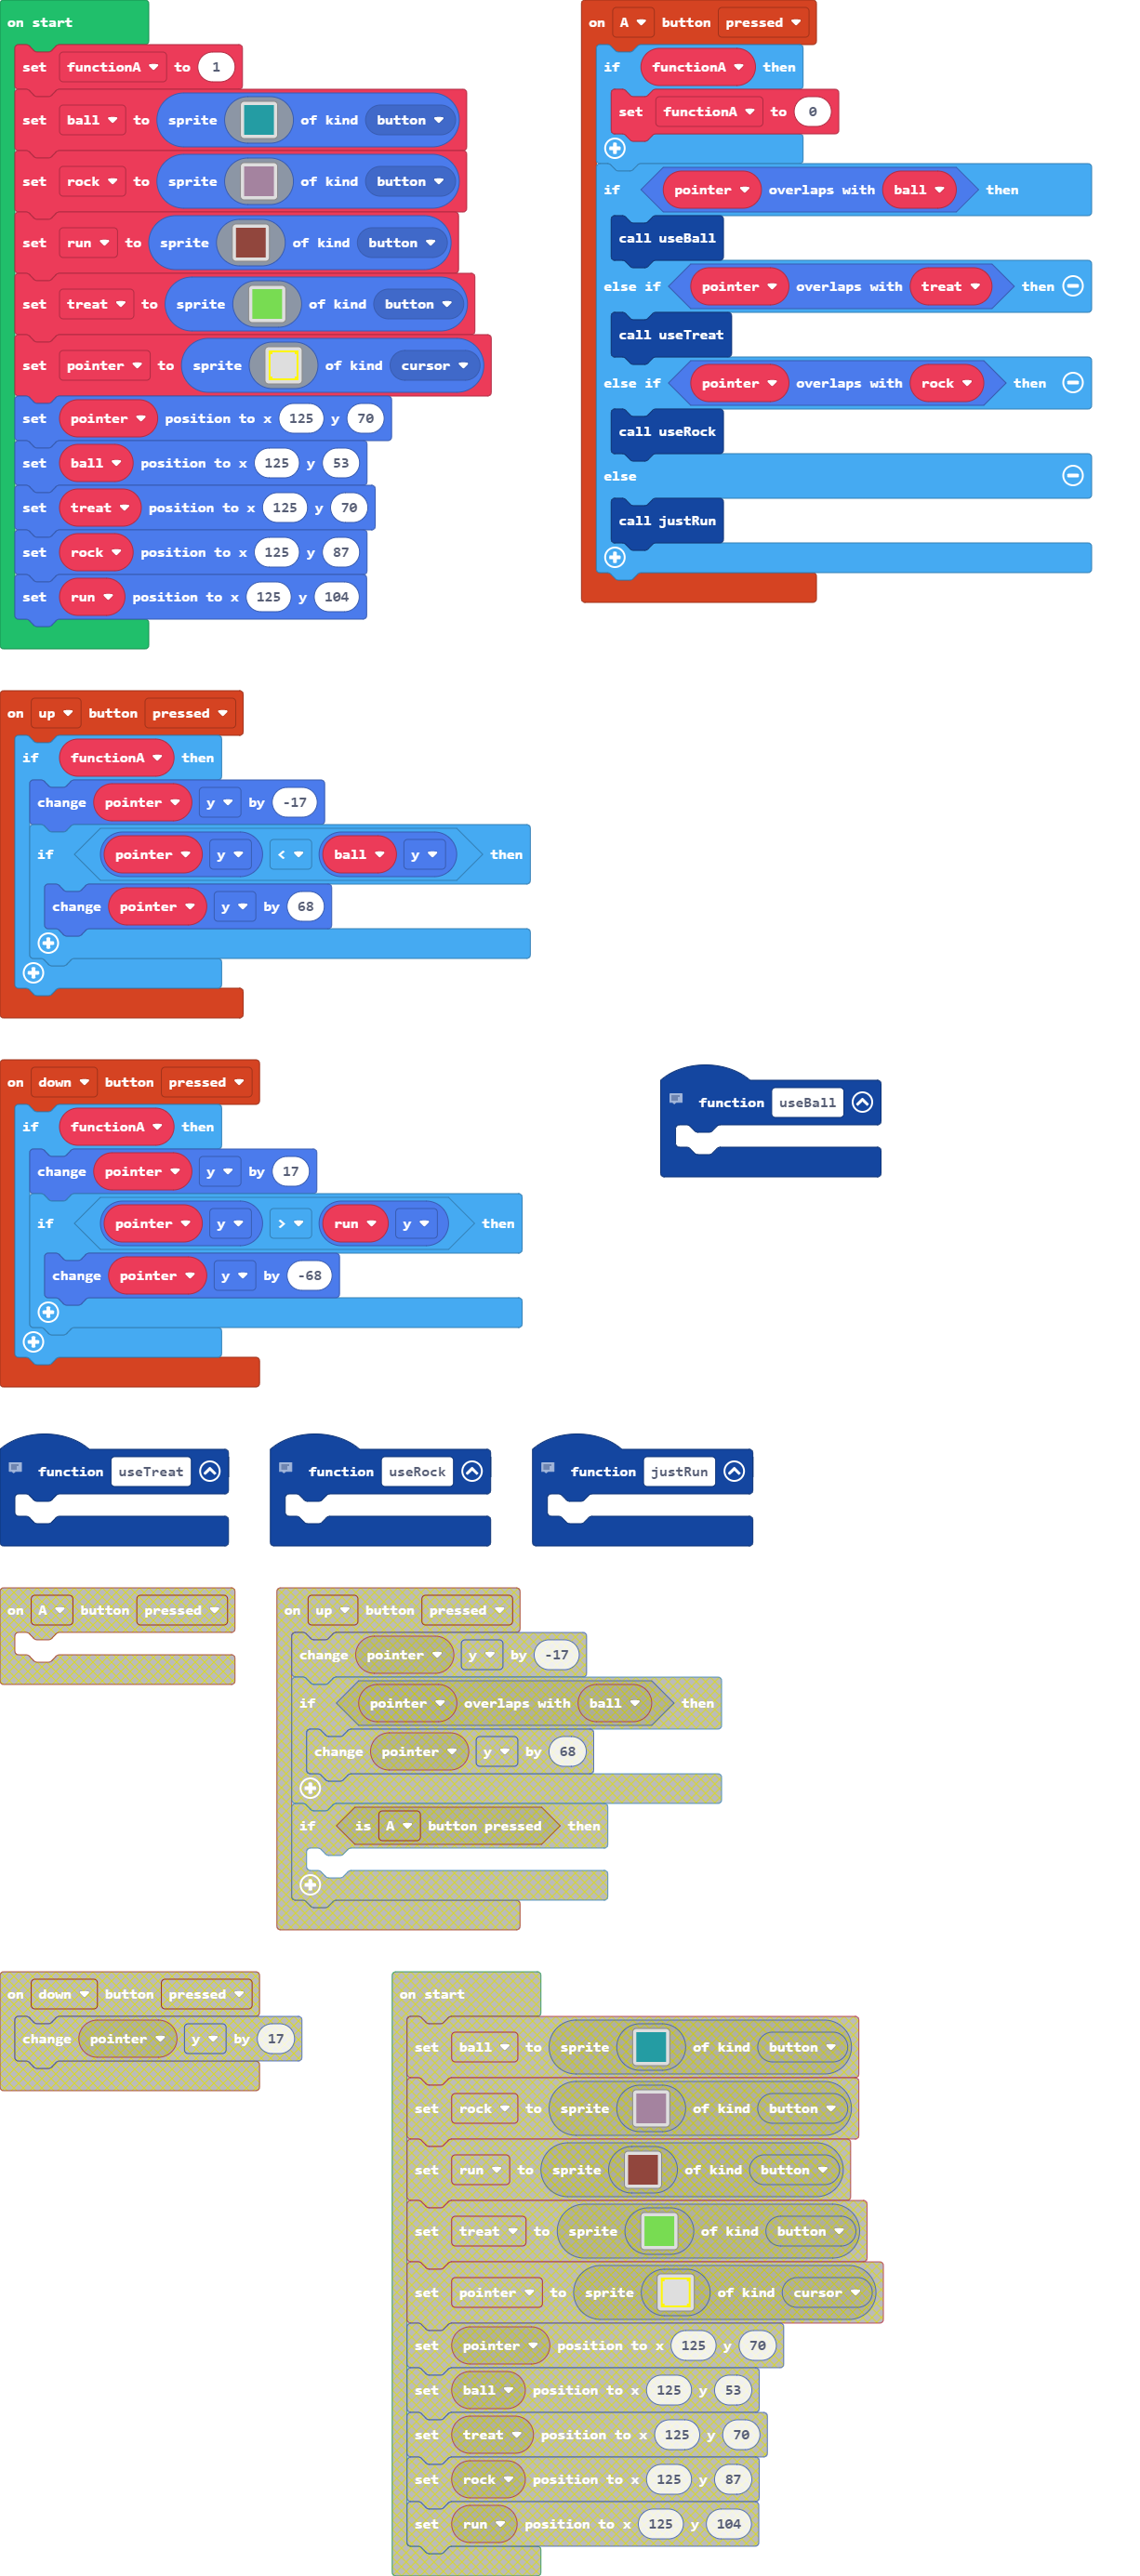 on start
set functionA to 1
set ball to sprite of kind button
set rock to sprite of kind button
set run to sprite of kind button
set treat to sprite of kind button
set pointer to sprite of kind cursor
set pointer position to x 125 y 70
set ball position to x 125 y 53
set treat position to x 125 y 70
set rock position to x 125 y 87
set run position to x 125 y 104
on A button pressed
if functionA then
set functionA to 0
if pointer overlaps with ball then
call useBall
else if pointer overlaps with treat then
call useTreat
else if pointer overlaps with rock then
call useRock
else
call justRun
on up button pressed
if functionA then
change pointer y by -17
if pointer y < ball y then
change pointer y by 68
on down button pressed
if functionA then
change pointer y by 17
if pointer y > run y then
change pointer y by -68
function useBall
function useTreat
function useRock
function justRun
on A button pressed
on up button pressed
change pointer y by -17
if pointer overlaps with ball then
change pointer y by 68
if is A button pressed then
on down button pressed
change pointer y by 17
on start
set ball to sprite of kind button
set rock to sprite of kind button
set run to sprite of kind button
set treat to sprite of kind button
set pointer to sprite of kind cursor
set pointer position to x 125 y 70
set ball position to x 125 y 53
set treat position to x 125 y 70
set rock position to x 125 y 87
set run position to x 125 y 104